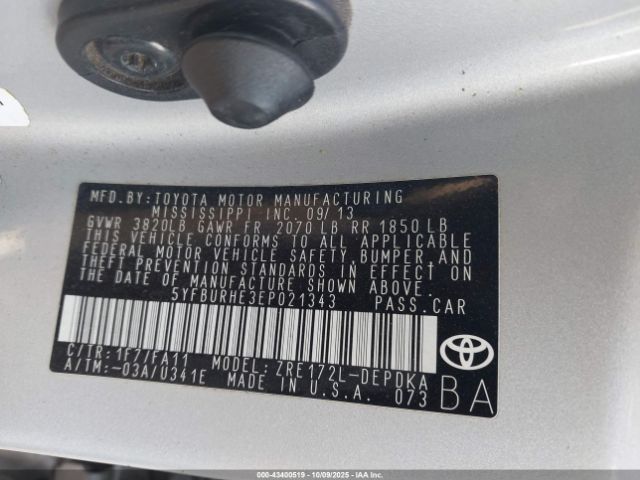 MFD.BY:TOYOTA MOTOR MANUFACTURING
MISSISSIPPI INC. 09/13
GVWR 3820LB GAWR FR 2070 LB RR 1850 LB
THIS VEHICLE CONFORMS TO ALL APPLICABLE
FEDERAL MOTOR VEHICLE SAFETY, BUMPER,AND
THEFT PREVENTION STANDARDS IN EFFECT ON
THE DATE OF MANUFACTURE SHOWN ABOVE.
5YFBURHE3EP021343 PASS.CAR
C/TR:1F7/FA11 MODEL:ZRE172L-DEPDKA
A/TM:-03A/U341E MADE IN U.S.A. 073
BA
000-43400519 - 10/09/2025 - IAA Inc. Copyright